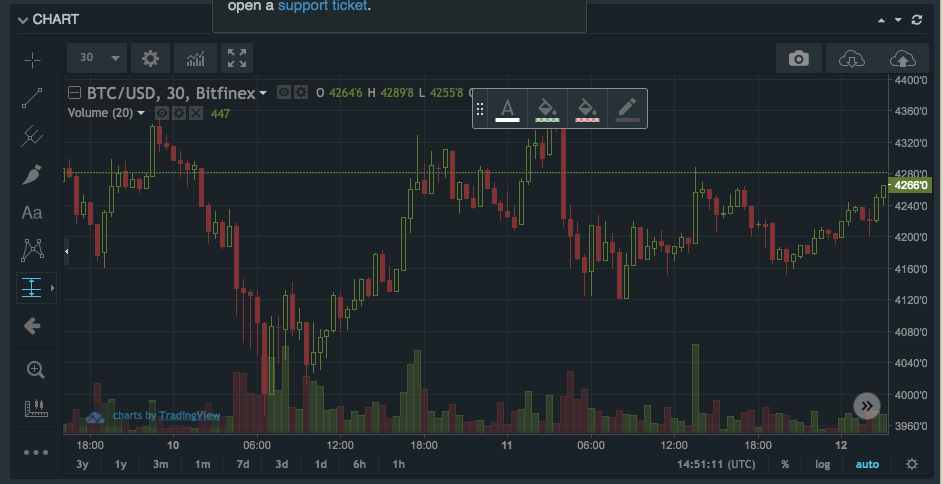 open a support ticket.
CHART
30
BTC/USD, 30, Bitfinex
O 4264'6 H 4289'8 L 4255'8
Volume (20)
447
A
Aa
4400'0
4360'0
4320'0
4280'0
4266'0
4240'0
4200'0
4160'0
4120'0
4080'0
4040'0
4000'0
3960'0
charts by TradingView
18:00 10 06:00 12:00 18:00 11 06:00 12:00 18:00 12
3y 1y 3m 1m 7d 3d 1d 6h 1h 14:51:11 (UTC) % log auto